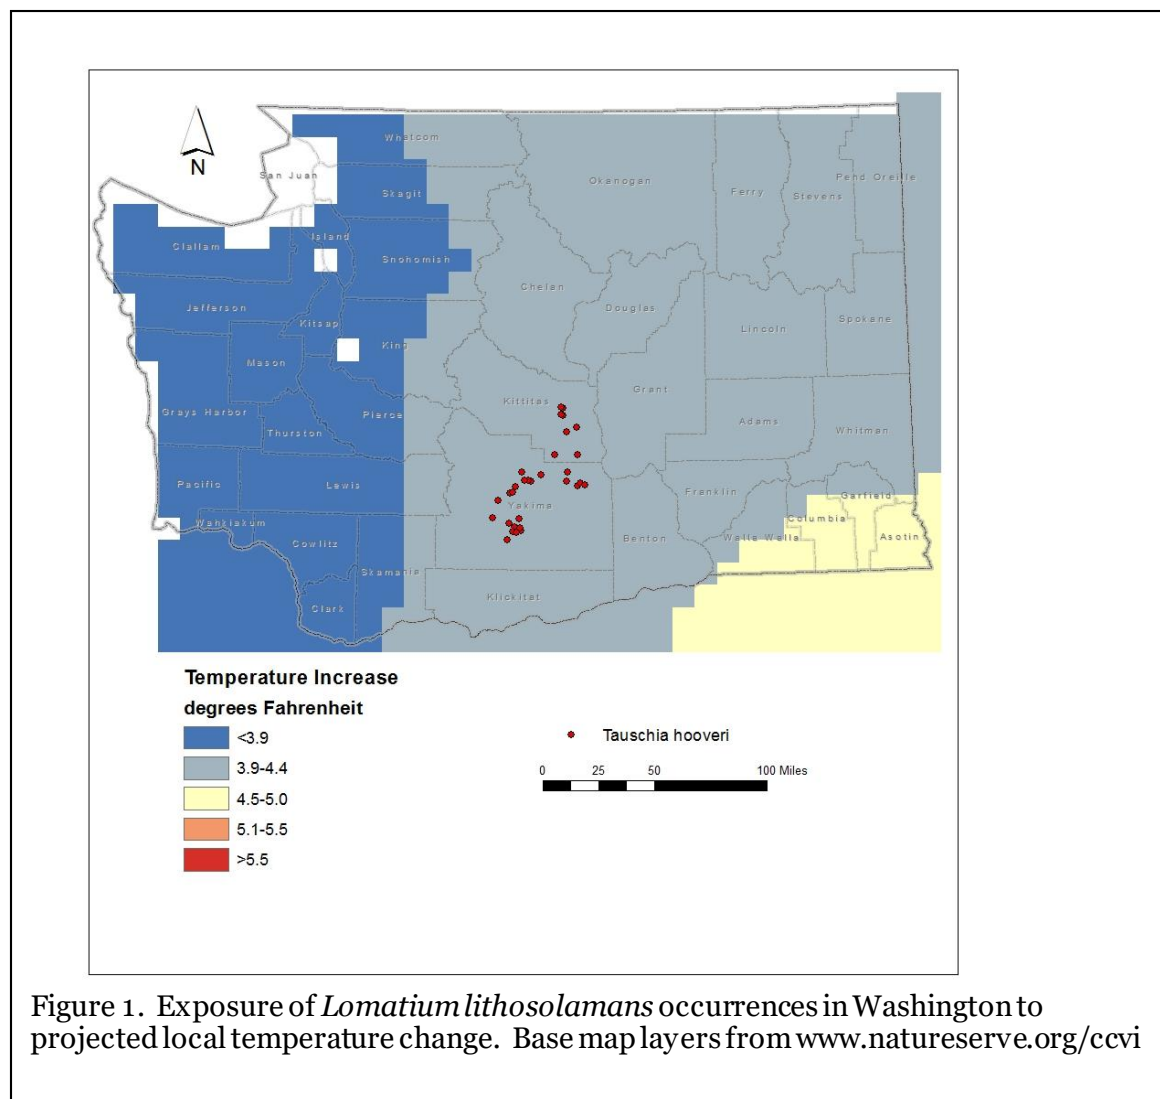 N
Whatcom
San Juan
Okanogan
Pend Oreille
Ferry
Stevens
Skagit
Island
Clallam
Snohomish
Chelan
Jefferson
Douglas
Kitsap
Lincoln
Spokane
King
Mason
Grant
Kittitas
Grays Harbor
Pierce
Adams
Thurston
Whitman
Pacific
Lewis
Franklin
Garfield
Yakima
Columbia
Wahkiakum
Cowlitz
Benton
Walla Walla
Asotin
Skamania
Klickitat
Clark
Temperature Increase
degrees Fahrenheit
<3.9
3.9-4.4
4.5-5.0
5.1-5.5
>5.5
Tauschia hooveri
0 25 50 100 Miles
Figure 1. Exposure of Lomatium lithosolamans occurrences in Washington to
projected local temperature change. Base map layers from www.natureserve.org/ccvi